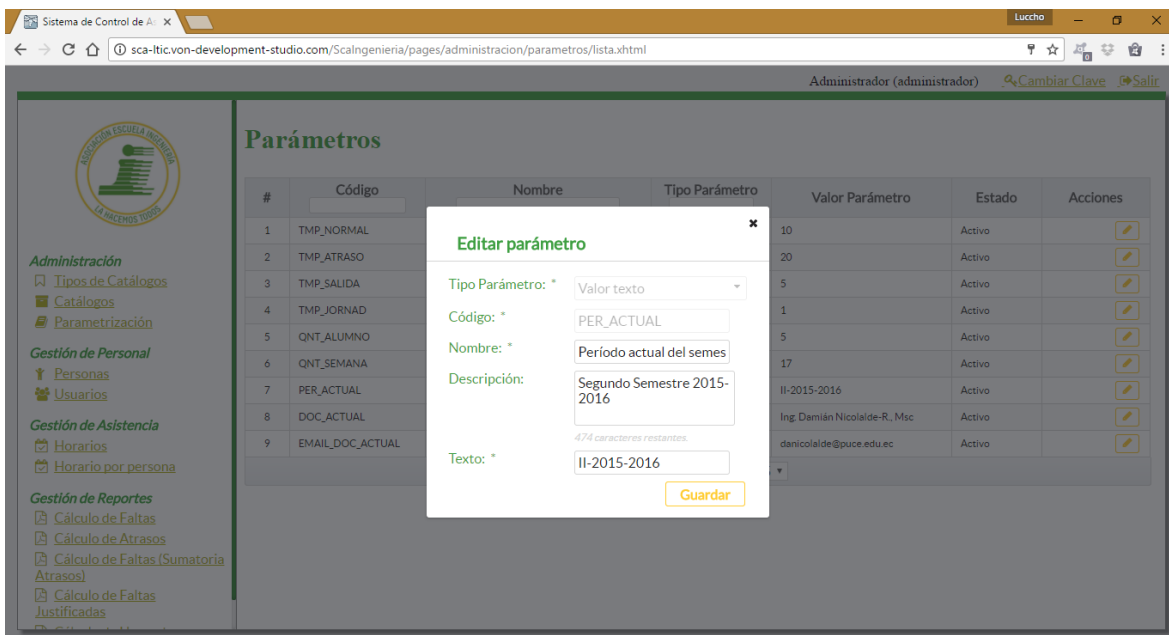 Sistema de Control de A
Luccho
sca-ltic.von-development-studio.com/ScaIngenieria/pages/administracion/parametros/lista.xhtml
0
Administrador (administrador) Cambiar Clave Salir
ASOCIACIÓN ESCUELA INGENIERÍA
LA HACEMOS TODOS
Administración
Tipos de Catálogos
Catálogos
Parametrización
Gestión de Personal
Personas
Usuarios
Gestión de Asistencia
Horarios
Horario por persona
Gestión de Reportes
Cálculo de Faltas
Cálculo de Atrasos
Cálculo de Faltas (Sumatoria
Atrasos)
Cálculo de Faltas
Justificadas
Parámetros
# Código Nombre Tipo Parámetro Valor Parámetro Estado Acciones
1 TMP_NORMAL 10 Activo
2 TMP_ATRASO 20 Activo
3 TMP_SALIDA 5 Activo
4 TMP_JORNAD 1 Activo
5 QNT_ALUMNO 5 Activo
6 QNT_SEMANA 17 Activo
7 PER_ACTUAL II-2015-2016 Activo
8 DOC_ACTUAL Ing. Damián Nicolalde-R., Msc Activo
9 EMAIL_DOC_ACTUAL danicolalde@puce.edu.ec Activo
Editar parámetro
Tipo Parámetro: * Valor texto
Código: * PER_ACTUAL
Nombre: * Período actual del semes
Descripción: Segundo Semestre 2015-
2016
474 caracteres restantes.
Texto: * II-2015-2016
Guardar